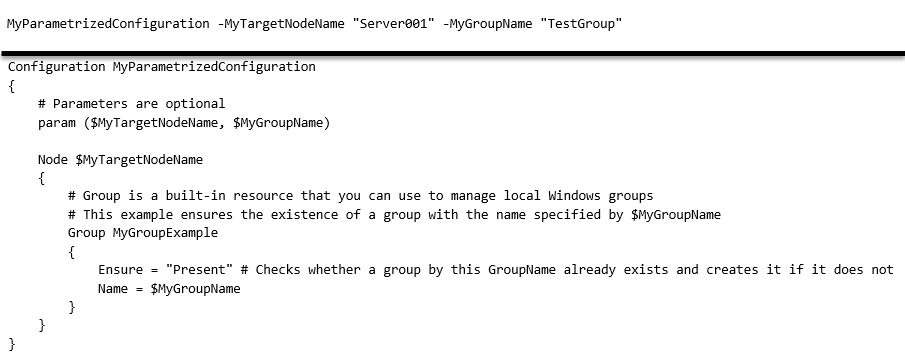 MyParametrizedConfiguration -MyTargetNodeName "Server001" -MyGroupName "TestGroup"
Configuration MyParametrizedConfiguration
{
    # Parameters are optional
    param ($MyTargetNodeName, $MyGroupName)
    Node $MyTargetNodeName
    {
        # Group is a built-in resource that you can use to manage local Windows groups
        # This example ensures the existence of a group with the name specified by $MyGroupName
        Group MyGroupExample
        {
            Ensure = "Present" # Checks whether a group by this GroupName already exists and creates it if it does not
            Name = $MyGroupName
        }
    }
}